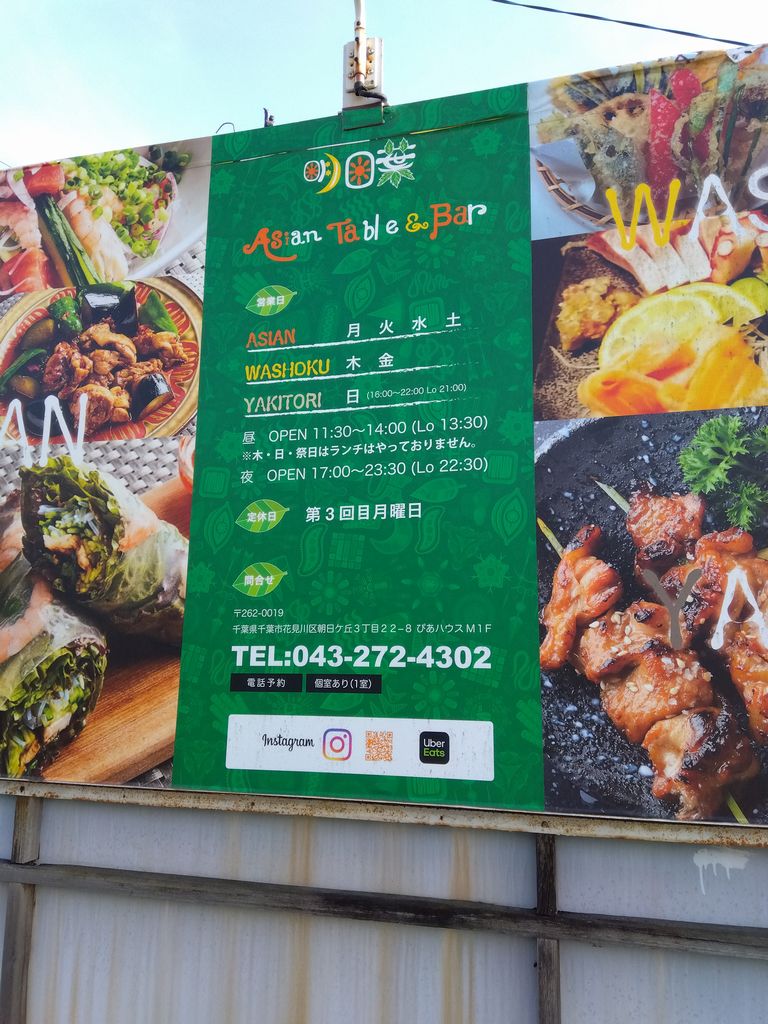 明日葉
Asian Table & Bar
営業日
ASIAN 月 火 水 土
WASHOKU 木 金
YAKITORI 日 (16:00〜22:00 Lo 21:00)
昼 OPEN 11:30〜14:00 (Lo 13:30)
※木・日・祭日はランチはやっておりません。
夜 OPEN 17:00〜23:30 (Lo 22:30)
定休日 第3回目月曜日
問合せ
〒262-0019
千葉県千葉市花見川区朝日ケ丘3丁目22−8 ぴあハウスM1F
TEL:043-272-4302
電話予約 個室あり(1室)
Instagram
Uber
Eats
AN
WAS
YA